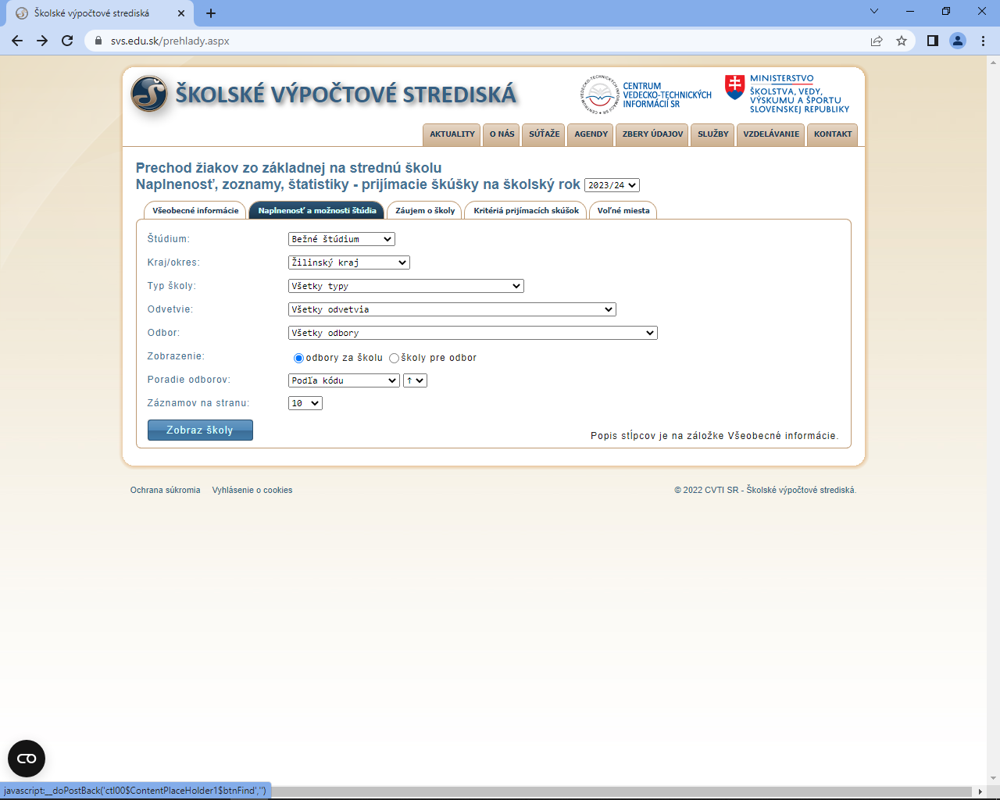 Školské výpočtové strediská
svs.edu.sk/prehlady.aspx
ŠKOLSKÉ VÝPOČTOVÉ STREDISKÁ
CENTRUM VEDECKO-TECHNICKÝCH INFORMÁCIÍ SR
CENTRUM
VEDECKO-TECHNICKÝCH
INFORMÁCIÍ SR
MINISTERSTVO
ŠKOLSTVA, VEDY,
VÝSKUMU A ŠPORTU
SLOVENSKEJ REPUBLIKY
AKTUALITY O NÁS SÚŤAŽE AGENDY ZBERY ÚDAJOV SLUŽBY VZDELÁVANIE KONTAKT
Prechod žiakov zo základnej na strednú školu
Naplnenosť, zoznamy, štatistiky - prijímacie škúšky na školský rok 2023/24
Všeobecné informácie Naplnenosť a možnosti štúdia Záujem o školy Kritériá prijímacích skúšok Voľné miesta
Štúdium: Bežné štúdium
Kraj/okres: Žilinský kraj
Typ školy: Všetky typy
Odvetvie: Všetky odvetvia
Odbor: Všetky odbory
Zobrazenie: odbory za školu školy pre odbor
Poradie odborov: Podľa kódu ↑
Záznamov na stranu: 10
Zobraz školy
Popis stĺpcov je na záložke Všeobecné informácie.
Ochrana súkromia Vyhlásenie o cookies © 2022 CVTI SR - Školské výpočtové strediská.
javascript:__doPostBack('ctl00$ContentPlaceHolder1$btnFind','')